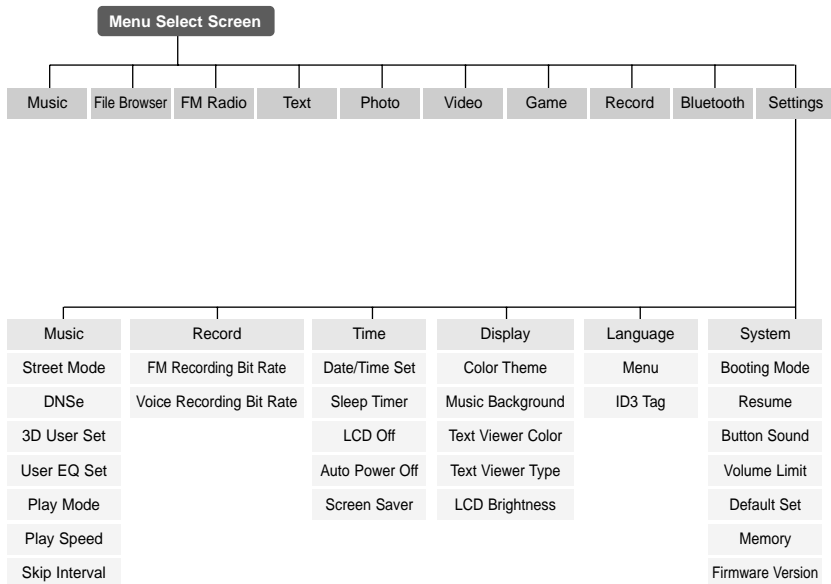 Menu Select Screen
Music File Browser FM Radio Text Photo Video Game Record Bluetooth Settings
Music Record Time Display Language System
Street Mode FM Recording Bit Rate Date/Time Set Color Theme Menu Booting Mode
DNSe Voice Recording Bit Rate Sleep Timer Music Background ID3 Tag Resume
3D User Set LCD Off Text Viewer Color Button Sound
User EQ Set Auto Power Off Text Viewer Type Volume Limit
Play Mode Screen Saver LCD Brightness Default Set
Play Speed Memory
Skip Interval Firmware Version